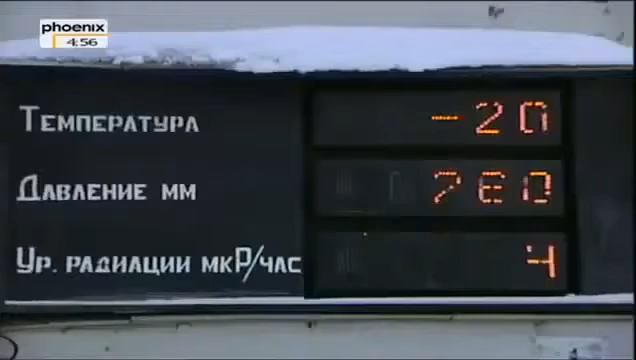 phoenix
4:56
ТЕМПЕРАТУРА -20
ДАВЛЕНИЕ ММ 760
УР. РАДИАЦИИ МКР/ЧАС 4